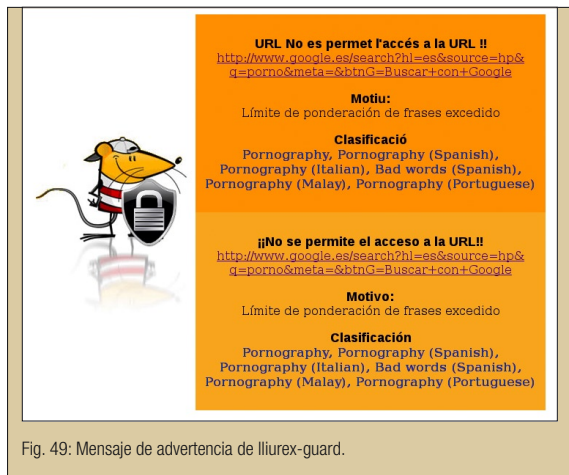 URL No es permet l'accés a la URL !!
http://www.google.es/search?hl=es&source=hp&
q=porno&meta=&btnG=Buscar+con+Google
Motiu:
Límite de ponderación de frases excedido
Clasificació
Pornography, Pornography (Spanish),
Pornography (Italian), Bad words (Spanish),
Pornography (Malay), Pornography (Portuguese)
¡¡No se permite el acceso a la URL!!
http://www.google.es/search?hl=es&source=hp&
q=porno&meta=&btnG=Buscar+con+Google
Motivo:
Límite de ponderación de frases excedido
Clasificación
Pornography, Pornography (Spanish),
Pornography (Italian), Bad words (Spanish),
Pornography (Malay), Pornography (Portuguese)
Fig. 49: Mensaje de advertencia de lliurex-guard.